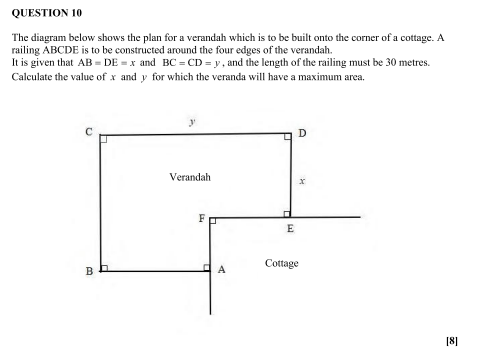 QUESTION 10
The diagram below shows the plan for a verandah which is to be built onto the corner of a cottage. A
railing ABCDE is to be constructed around the four edges of the verandah.
It is given that AB = DE = x and BC = CD = y, and the length of the railing must be 30 metres.
Calculate the value of x and y for which the veranda will have a maximum area.
y
C
D
Verandah
x
F
E
B
A
Cottage
[8]